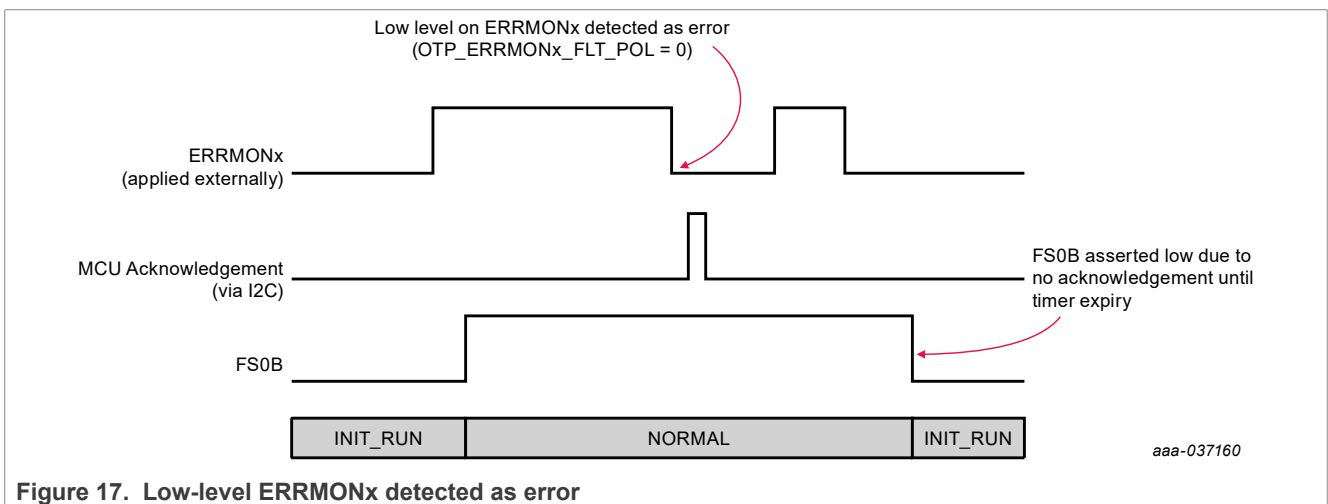 Low level on ERRMONx detected as error
(OTP_ERRMONx_FLT_POL = 0)
ERRMONx
(applied externally)
MCU Acknowledgement
(via I2C)
FS0B asserted low due to
no acknowledgement until
timer expiry
FS0B
INIT_RUN
NORMAL
INIT_RUN
aaa-037160
Figure 17. Low-level ERRMONx detected as error